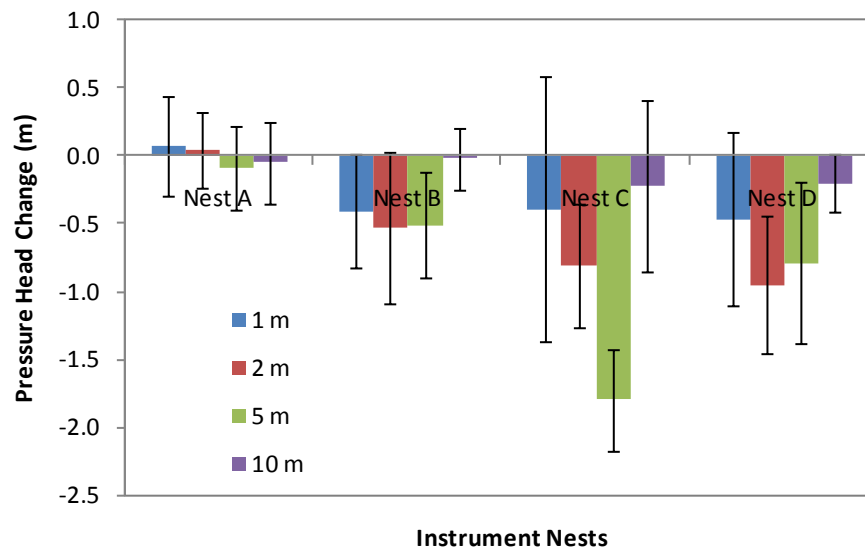 1.0
0.5
0.0
-0.5
-1.0
-1.5
-2.0
-2.5
Pressure Head Change (m)
Nest A Nest B Nest C Nest D
1 m
2 m
5 m
10 m
Instrument Nests